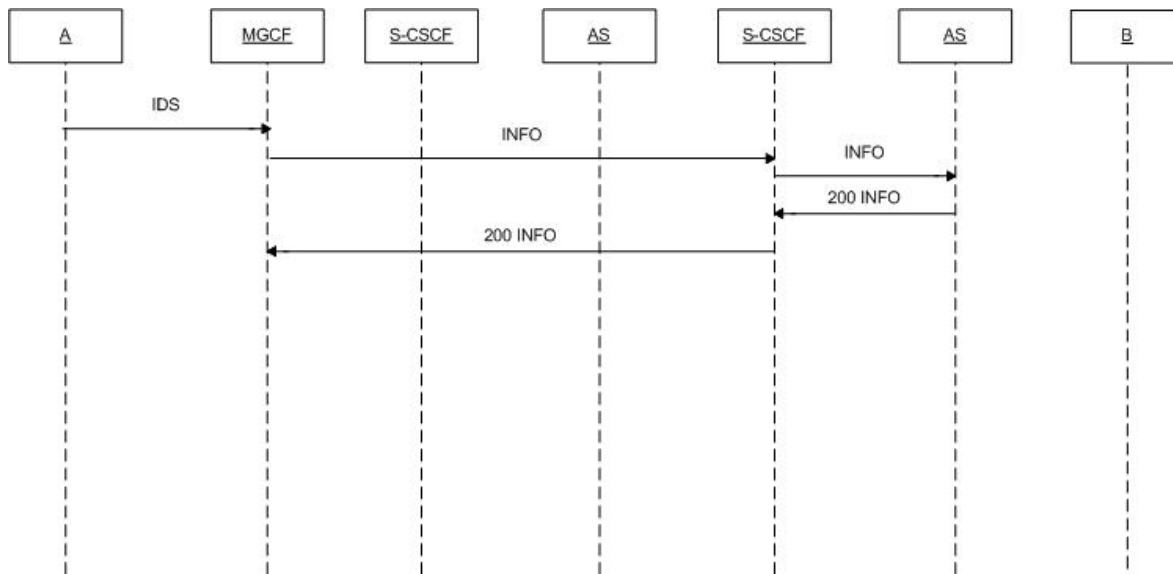 A MGCF S-CSCF AS S-CSCF AS B
IDS
INFO
INFO
200 INFO
200 INFO